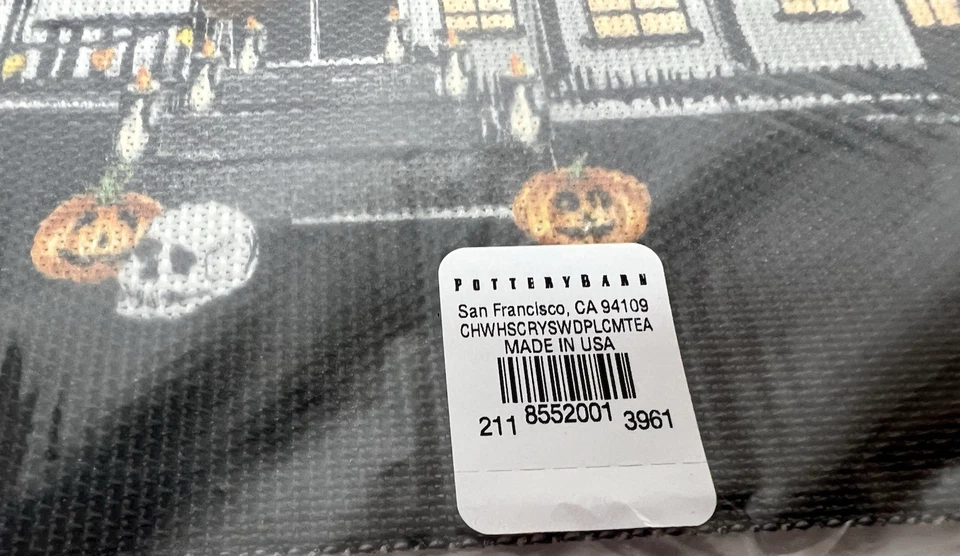 POTTERYBARN
San Francisco, CA 94109
CHWHSCRYSWDPLCMTEA
MADE IN USA
211 8552001 3961